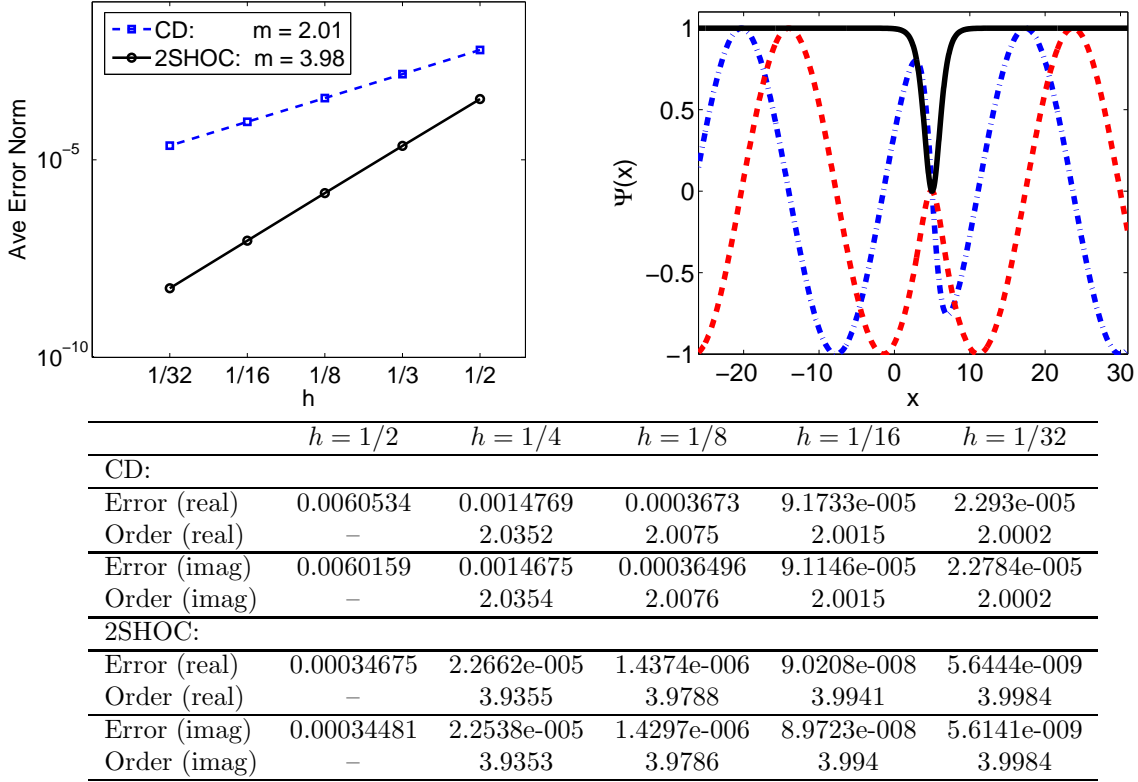 CD: m = 2.01
2SHOC: m = 3.98
Ave Error Norm
10^-5
10^-10
1/32 1/16 1/8 1/3 1/2
h
Ψ(x)
1
0.5
0
−0.5
−1
−20 −10 0 10 20 30
x
h = 1/2 h = 1/4 h = 1/8 h = 1/16 h = 1/32
CD:
Error (real) 0.0060534 0.0014769 0.0003673 9.1733e-005 2.293e-005
Order (real) – 2.0352 2.0075 2.0015 2.0002
Error (imag) 0.0060159 0.0014675 0.00036496 9.1146e-005 2.2784e-005
Order (imag) – 2.0354 2.0076 2.0015 2.0002
2SHOC:
Error (real) 0.00034675 2.2662e-005 1.4374e-006 9.0208e-008 5.6444e-009
Order (real) – 3.9355 3.9788 3.9941 3.9984
Error (imag) 0.00034481 2.2538e-005 1.4297e-006 8.9723e-008 5.6141e-009
Order (imag) – 3.9353 3.9786 3.994 3.9984